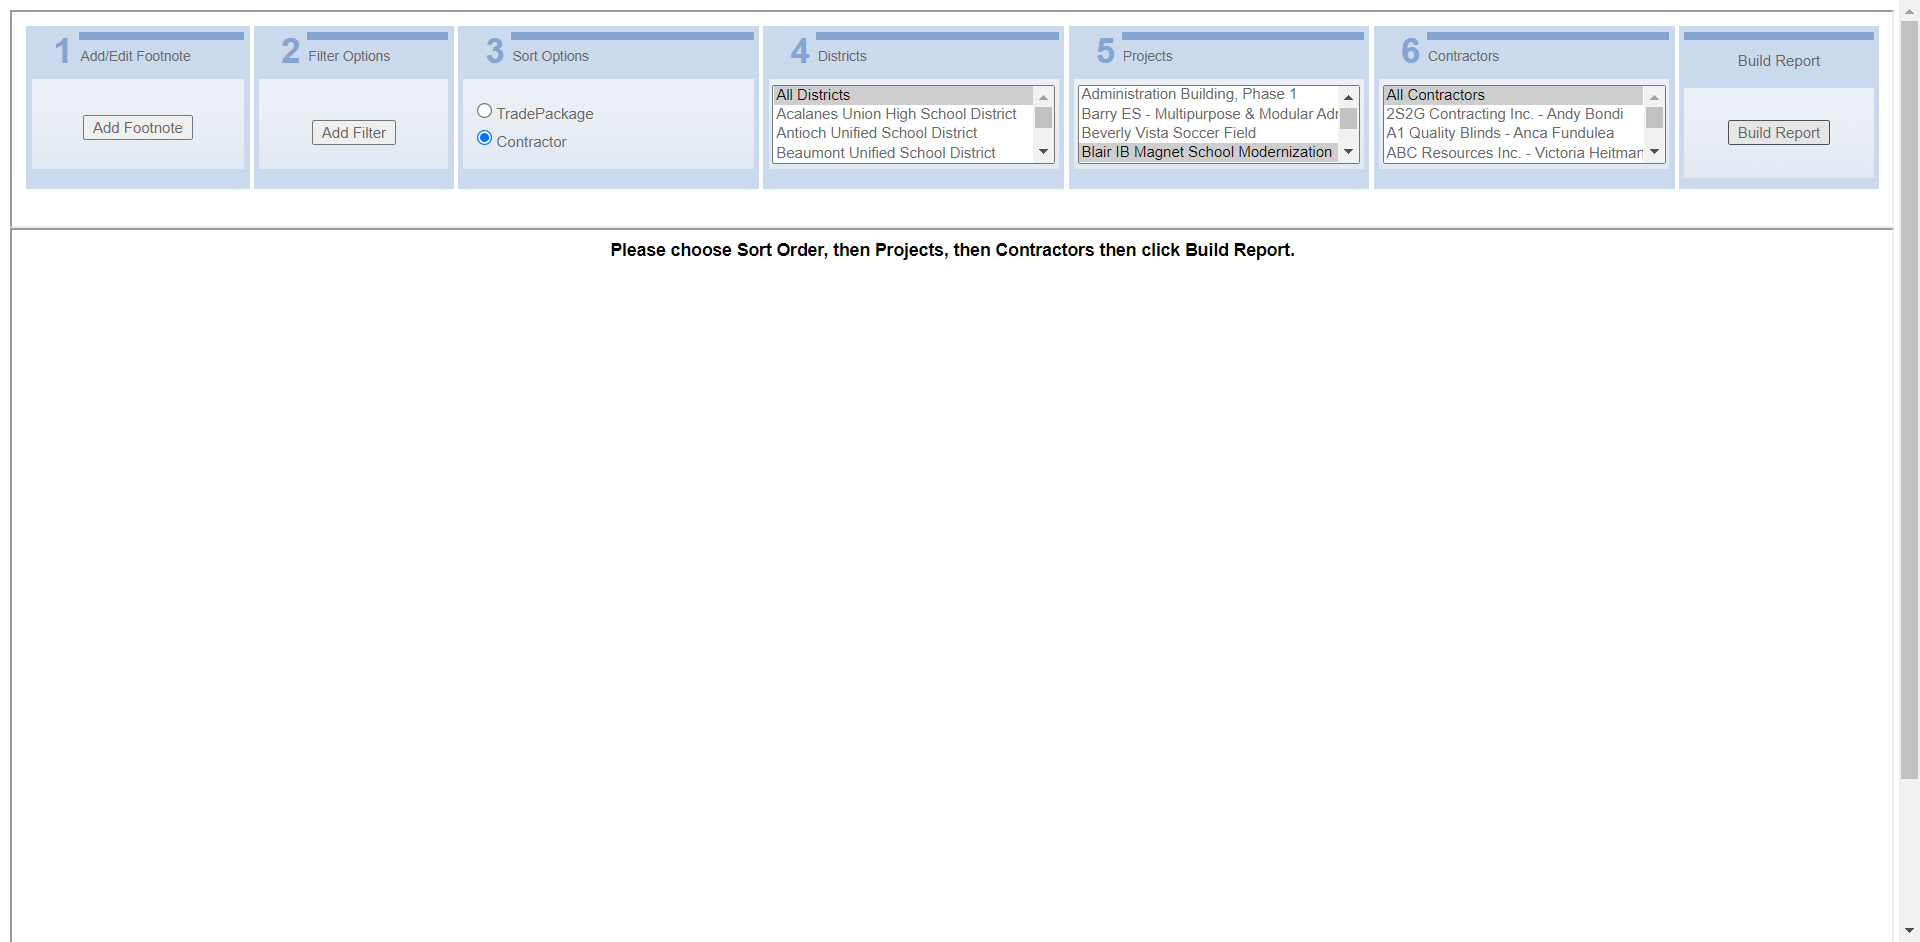 1 Add/Edit Footnote
Add Footnote
2 Filter Options
Add Filter
3 Sort Options
TradePackage
Contractor
4 Districts
All Districts
Acalanes Union High School District
Antioch Unified School District
Beaumont Unified School District
5 Projects
Administration Building, Phase 1
Barry ES - Multipurpose & Modular Adr
Beverly Vista Soccer Field
Blair IB Magnet School Modernization
6 Contractors
All Contractors
2S2G Contracting Inc. - Andy Bondi
A1 Quality Blinds - Anca Fundulea
ABC Resources Inc. - Victoria Heitman
Build Report
Build Report
Please choose Sort Order, then Projects, then Contractors then click Build Report.